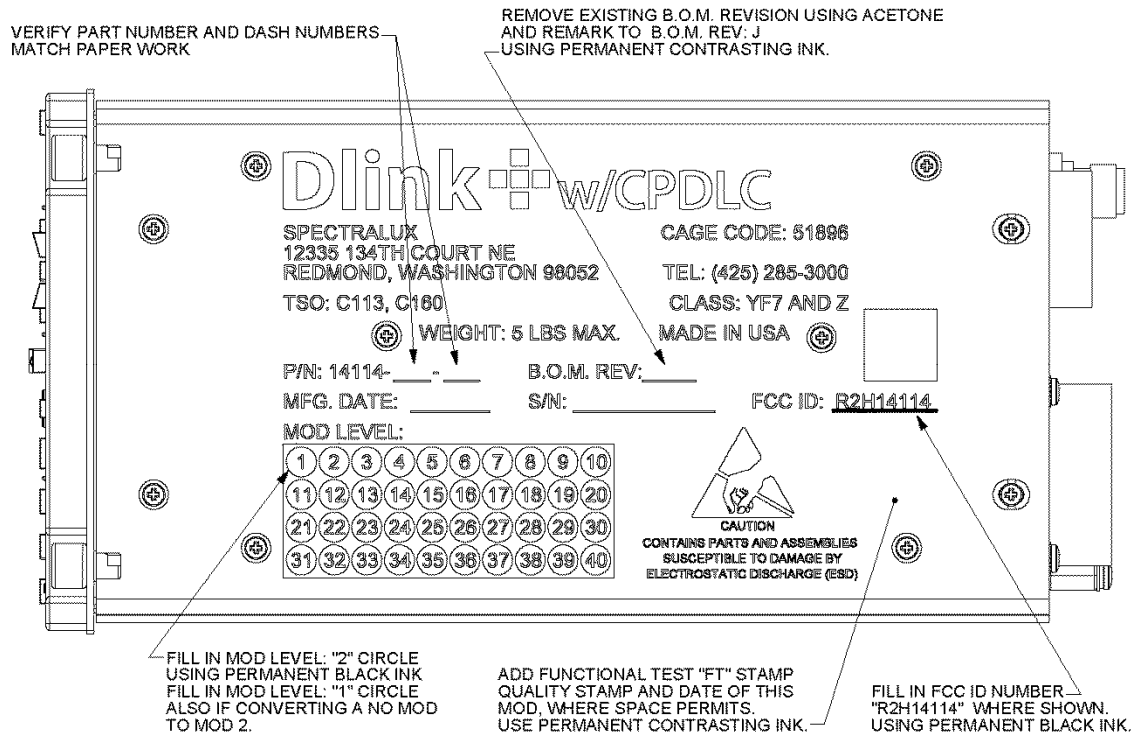 VERIFY PART NUMBER AND DASH NUMBERS
MATCH PAPER WORK
REMOVE EXISTING B.O.M. REVISION USING ACETONE
AND REMARK TO B.O.M. REV: J
USING PERMANENT CONTRASTING INK.
Dlink w/CPDLC
SPECTRALUX CAGE CODE: 51896
12335 134TH COURT NE
REDMOND, WASHINGTON 98052 TEL: (425) 285-3000
TSO: C113, C160 CLASS: YF7 AND Z
WEIGHT: 5 LBS MAX. MADE IN USA
P/N: 14114-___-___ B.O.M. REV:____
MFG. DATE: ______ S/N: __________ FCC ID: R2H14114
MOD LEVEL:
1 2 3 4 5 6 7 8 9 10
11 12 13 14 15 16 17 18 19 20
21 22 23 24 25 26 27 28 29 30
31 32 33 34 35 36 37 38 39 40
CAUTION
CONTAINS PARTS AND ASSEMBLIES
SUSCEPTIBLE TO DAMAGE BY
ELECTROSTATIC DISCHARGE (ESD)
FILL IN MOD LEVEL: "2" CIRCLE
USING PERMANENT BLACK INK
FILL IN MOD LEVEL: "1" CIRCLE
ALSO IF CONVERTING A NO MOD
TO MOD 2.
ADD FUNCTIONAL TEST "FT" STAMP
QUALITY STAMP AND DATE OF THIS
MOD, WHERE SPACE PERMITS.
USE PERMANENT CONTRASTING INK.
FILL IN FCC ID NUMBER
"R2H14114" WHERE SHOWN.
USING PERMANENT BLACK INK.